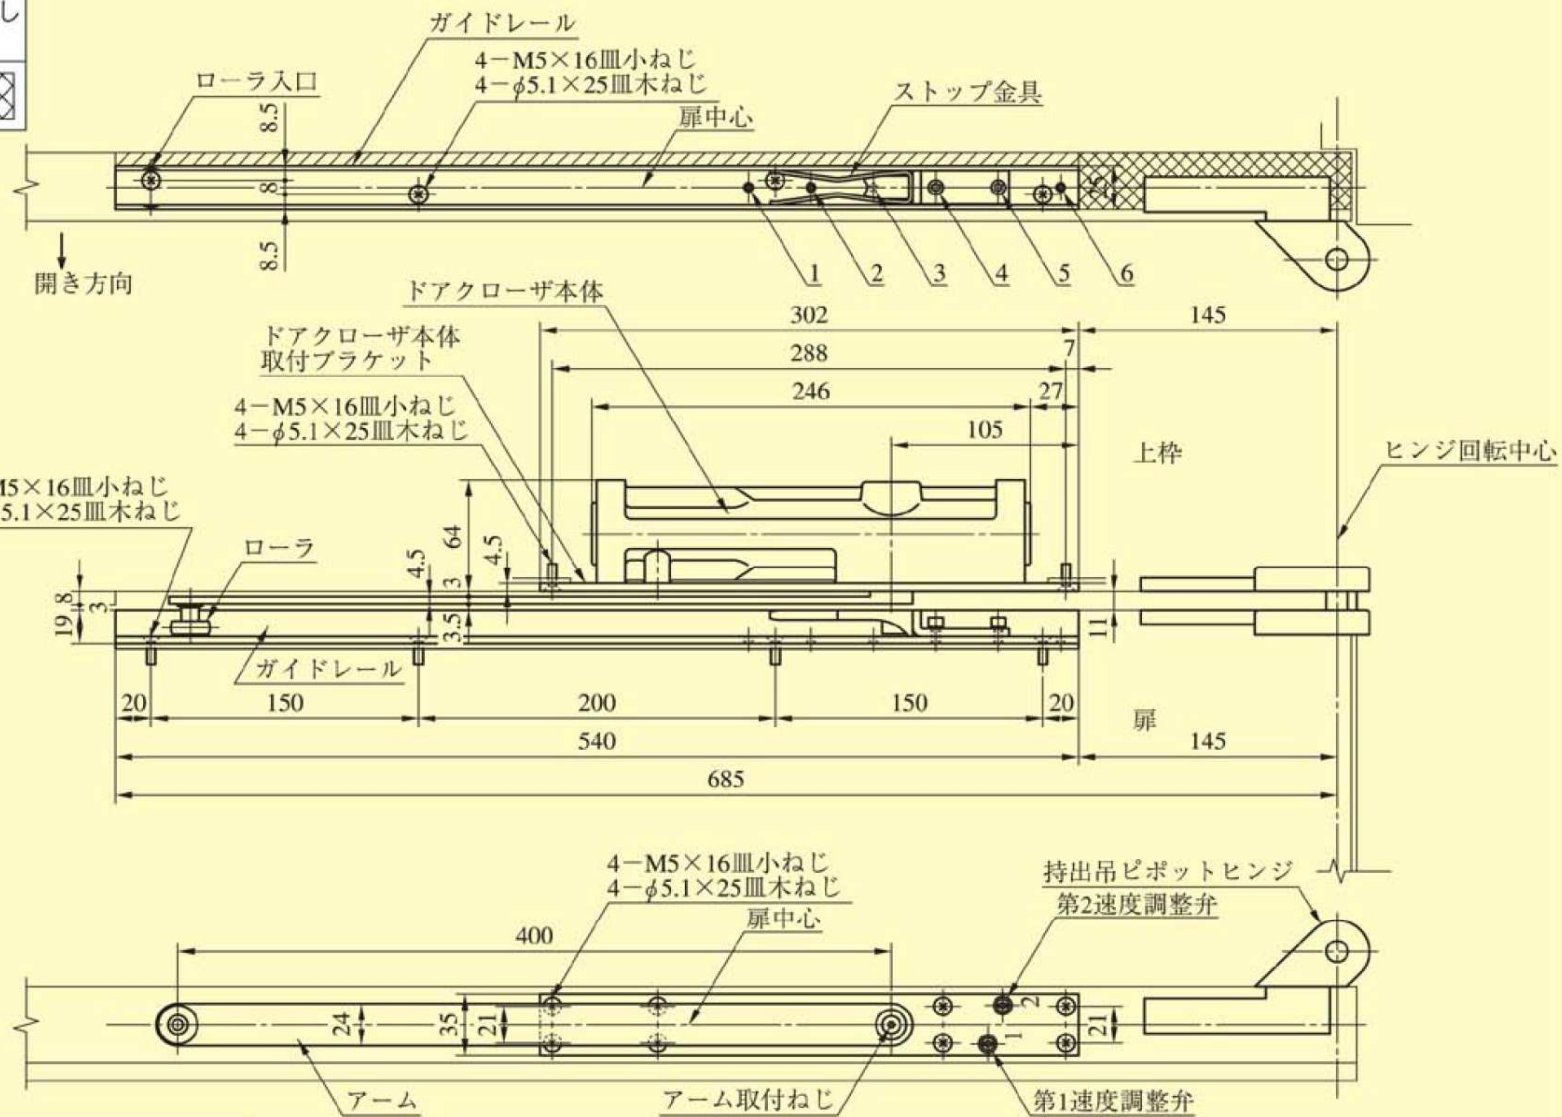 し
ガイドレール
4－M5×16皿小ねじ
4－φ5.1×25皿木ねじ
ローラ入口
ストップ金具
扉中心
8.5
8
8.5
25
開き方向
1
2
3
4
5
6
ドアクローザ本体
302
145
ドアクローザ本体
取付ブラケット
288
7
246
27
4－M5×16皿小ねじ
4－φ5.1×25皿木ねじ
105
上枠
ヒンジ回転中心
M5×16皿小ねじ
5.1×25皿木ねじ
ローラ
64
4.5
4.5
3
8
3
19
3.5
11
ガイドレール
20
150
200
150
20
扉
540
145
685
4－M5×16皿小ねじ
4－φ5.1×25皿木ねじ
持出吊ピボットヒンジ
第2速度調整弁
扉中心
400
24
35
21
2
1
21
アーム
アーム取付ねじ
第1速度調整弁